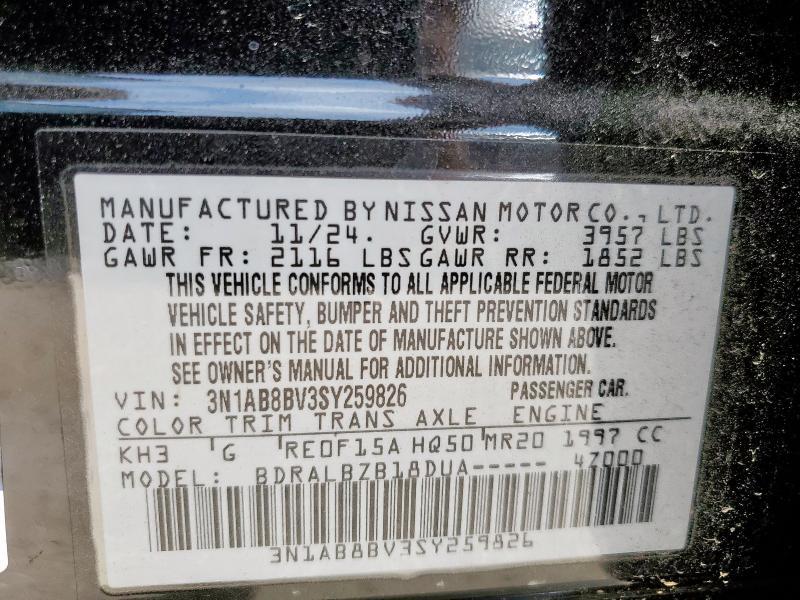 MANUFACTURED BY NISSAN MOTOR CO., LTD.
DATE: 11/24. GVWR: 3957 LBS
GAWR FR: 2116 LBS GAWR RR: 1852 LBS
THIS VEHICLE CONFORMS TO ALL APPLICABLE FEDERAL MOTOR
VEHICLE SAFETY, BUMPER AND THEFT PREVENTION STANDARDS
IN EFFECT ON THE DATE OF MANUFACTURE SHOWN ABOVE.
SEE OWNER'S MANUAL FOR ADDITIONAL INFORMATION.
VIN: 3N1AB8BV3SY259826 PASSENGER CAR.
COLOR TRIM TRANS AXLE ENGINE
KH3 G RE0F15A HQ50 MR20 1997 CC
MODEL: BDRALBZB18DUA----- 47000
3N1AB8BV3SY259826